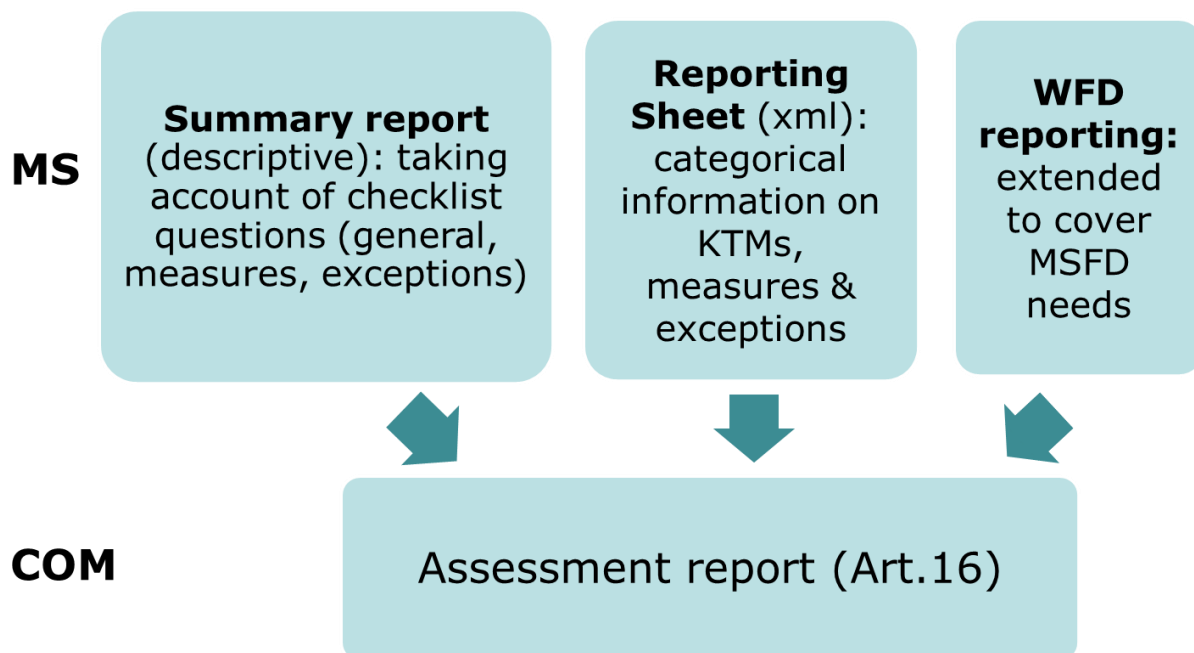 MS
Summary report
(descriptive): taking
account of checklist
questions (general,
measures, exceptions)
Reporting
Sheet (xml):
categorical
information on
KTMs,
measures &
exceptions
WFD
reporting:
extended
to cover
MSFD
needs
COM
Assessment report (Art.16)